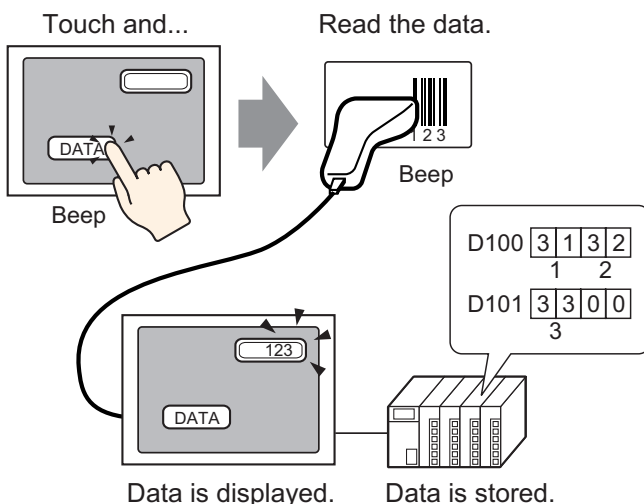 Touch and...
Read the data.
DATA
Beep
1 2 3
Beep
D100 3 1 3 2
1 2
D101 3 3 0 0
3
123
DATA
Data is displayed.
Data is stored.